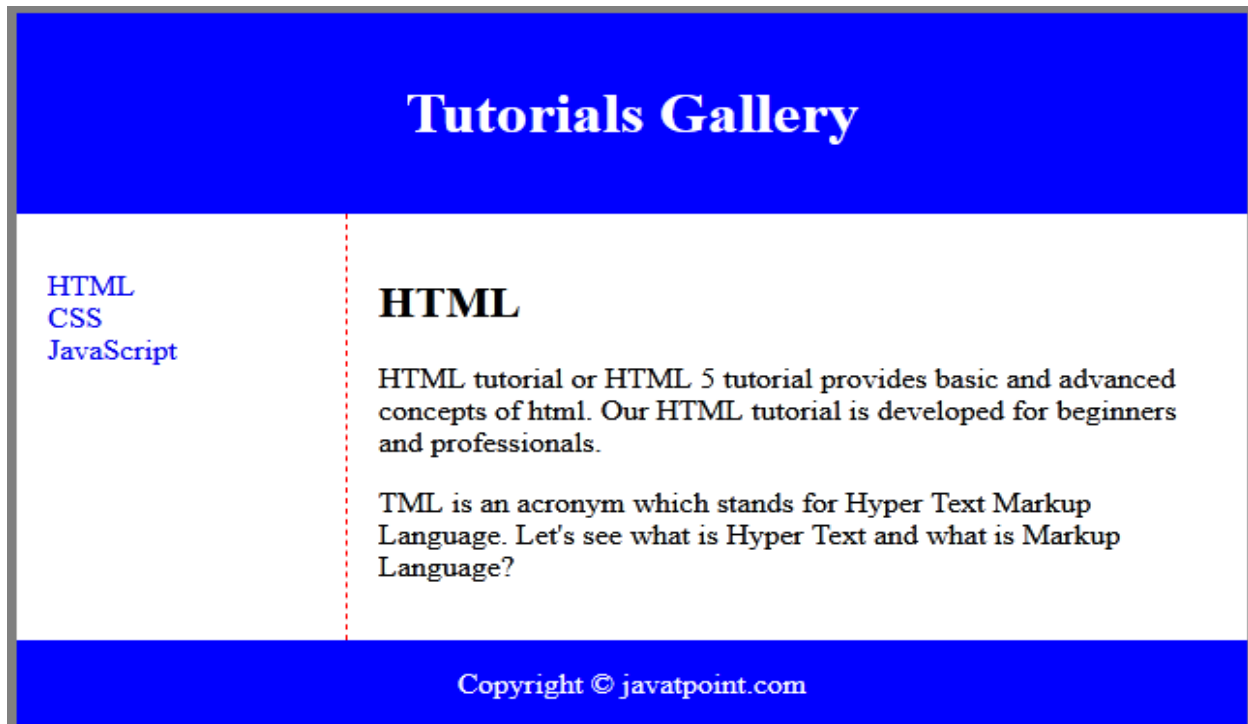 Tutorials Gallery
HTML
CSS
JavaScript
HTML
HTML tutorial or HTML 5 tutorial provides basic and advanced
concepts of html. Our HTML tutorial is developed for beginners
and professionals.
TML is an acronym which stands for Hyper Text Markup
Language. Let's see what is Hyper Text and what is Markup
Language?
Copyright © javatpoint.com